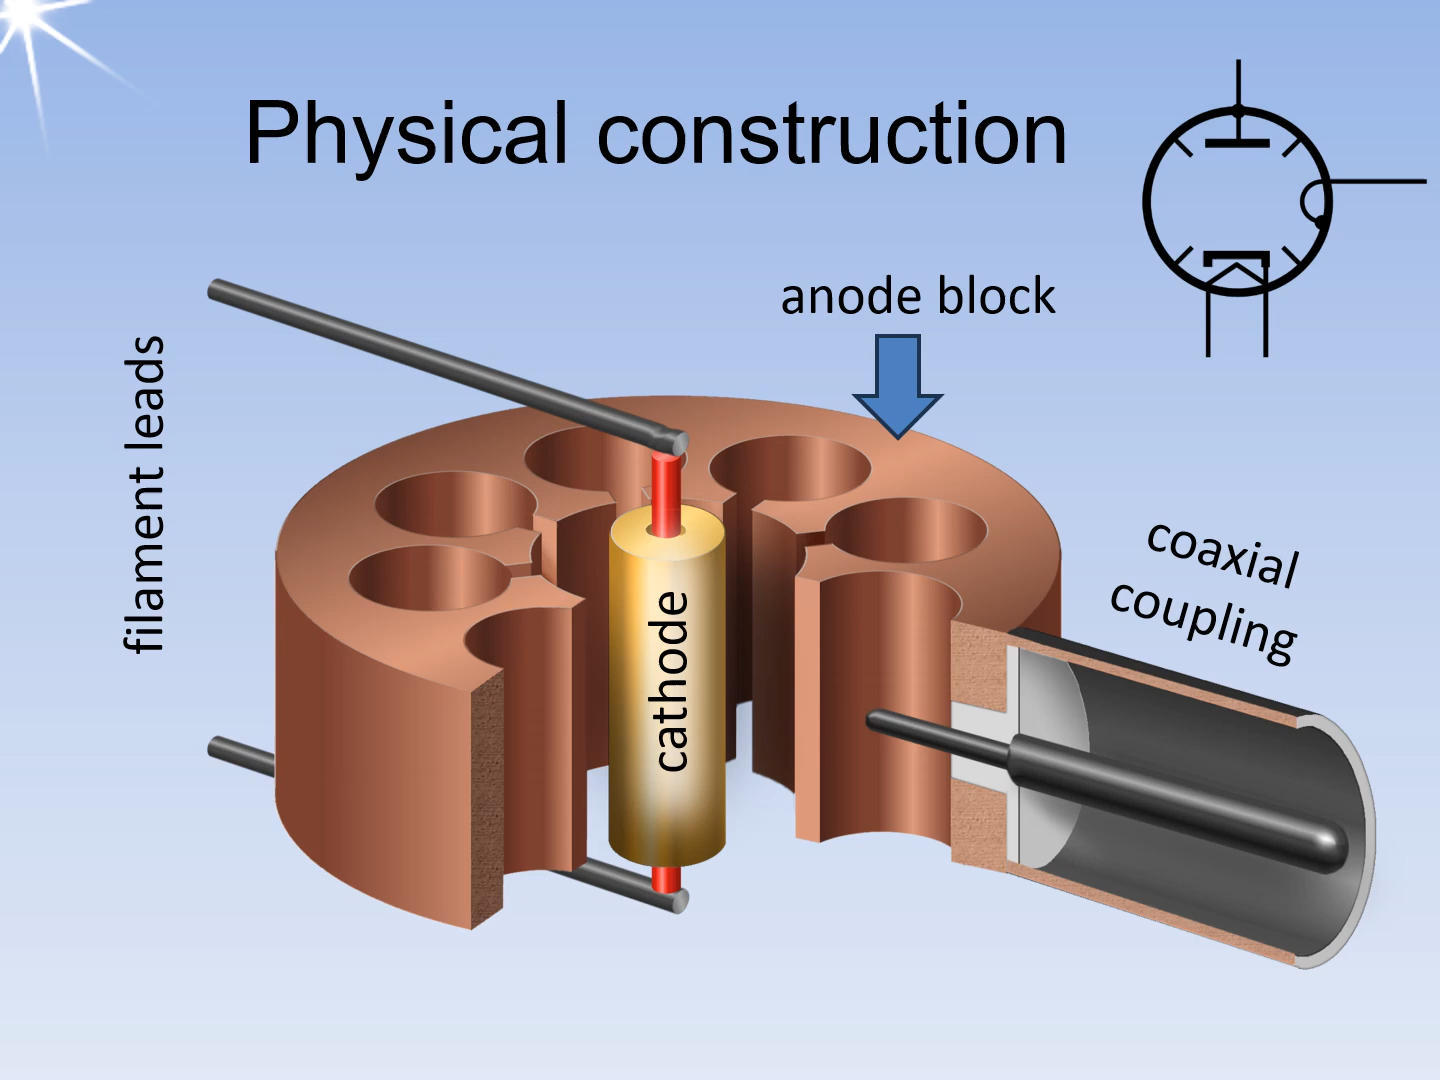 Physical construction
anode block
filament leads
cathode
coaxial
coupling